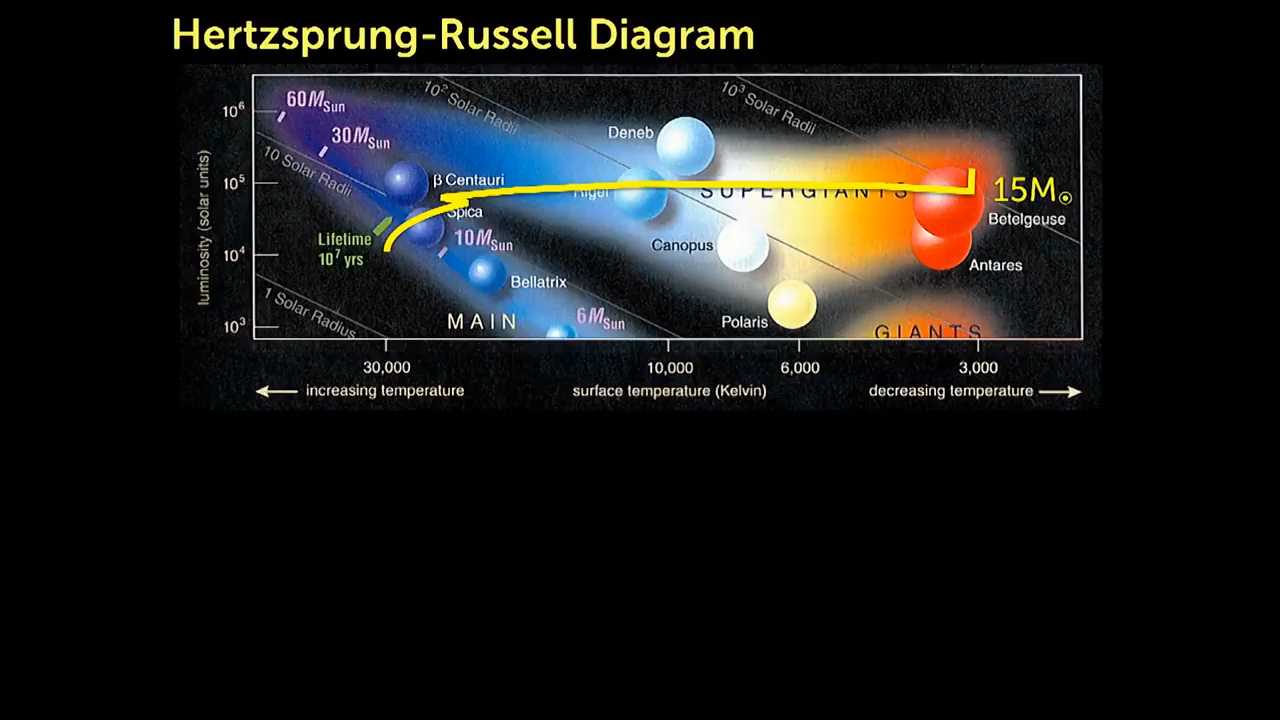 Hertzsprung-Russell Diagram
10⁶
10⁵
10⁴
10³
luminosity (solar units)
60M_Sun
30M_Sun
10² Solar Radii
10³ Solar Radii
10 Solar Radii
Deneb
β Centauri
Rigel
SUPERGIANTS
15M☉
Spica
Betelgeuse
Lifetime
10⁷ yrs
10M_Sun
Canopus
Antares
Bellatrix
1 Solar Radius
MAIN
6M_Sun
Polaris
GIANTS
30,000
10,000
6,000
3,000
increasing temperature
surface temperature (Kelvin)
decreasing temperature